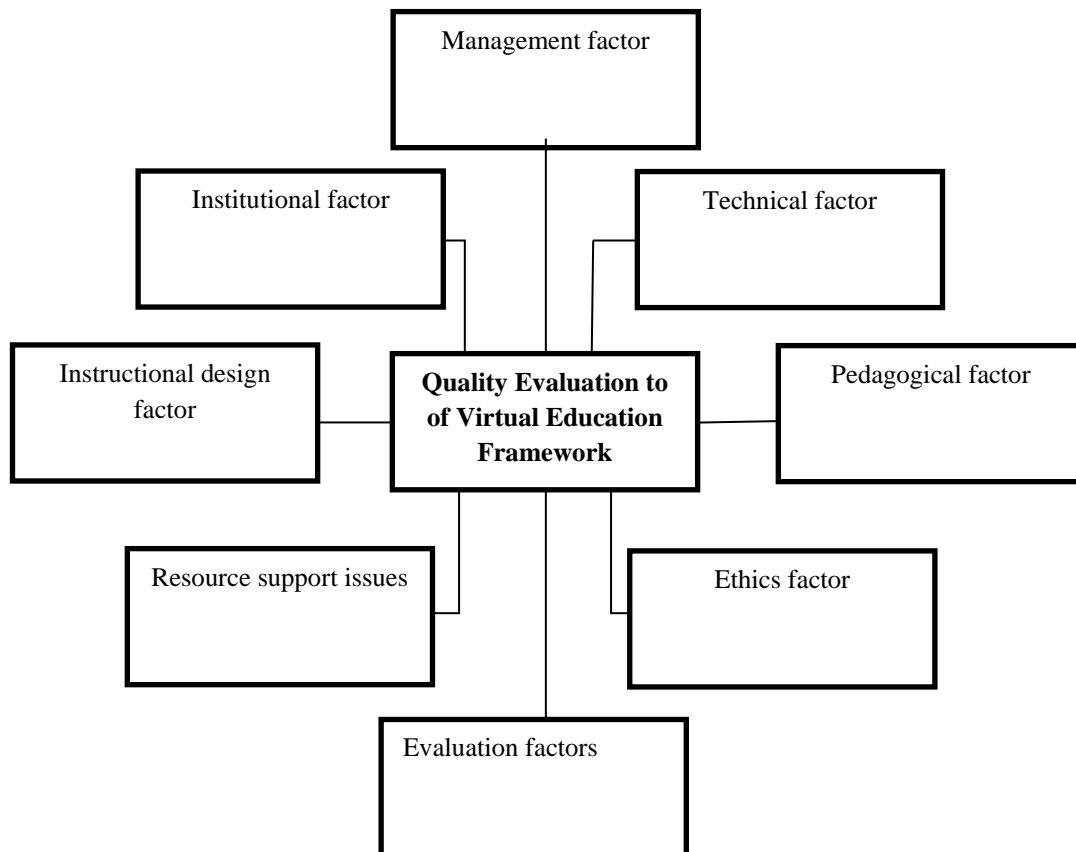 Management factor
Institutional factor
Technical factor
Instructional design
factor
Quality Evaluation to
of Virtual Education
Framework
Pedagogical factor
Resource support issues
Ethics factor
Evaluation factors